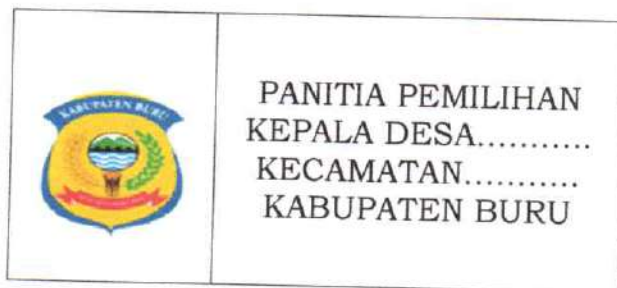 KABUPATEN BURU
PANITIA PEMILIHAN
KEPALA DESA...........
KECAMATAN...........
KABUPATEN BURU